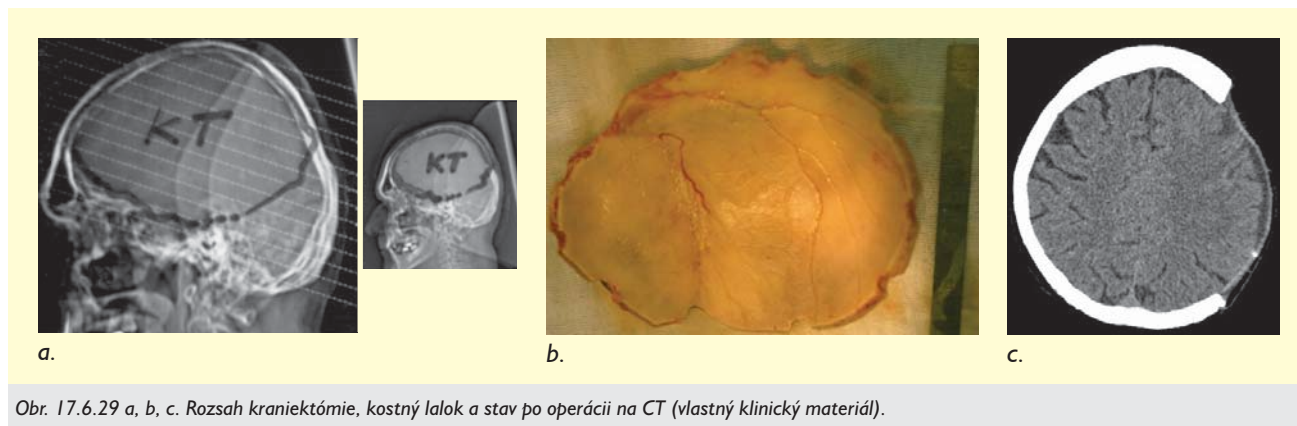 KT
KT
a.
b.
c.
Obr. 17.6.29 a, b, c. Rozsah kraniektómie, kostný lalok a stav po operácii na CT (vlastný klinický materiál).